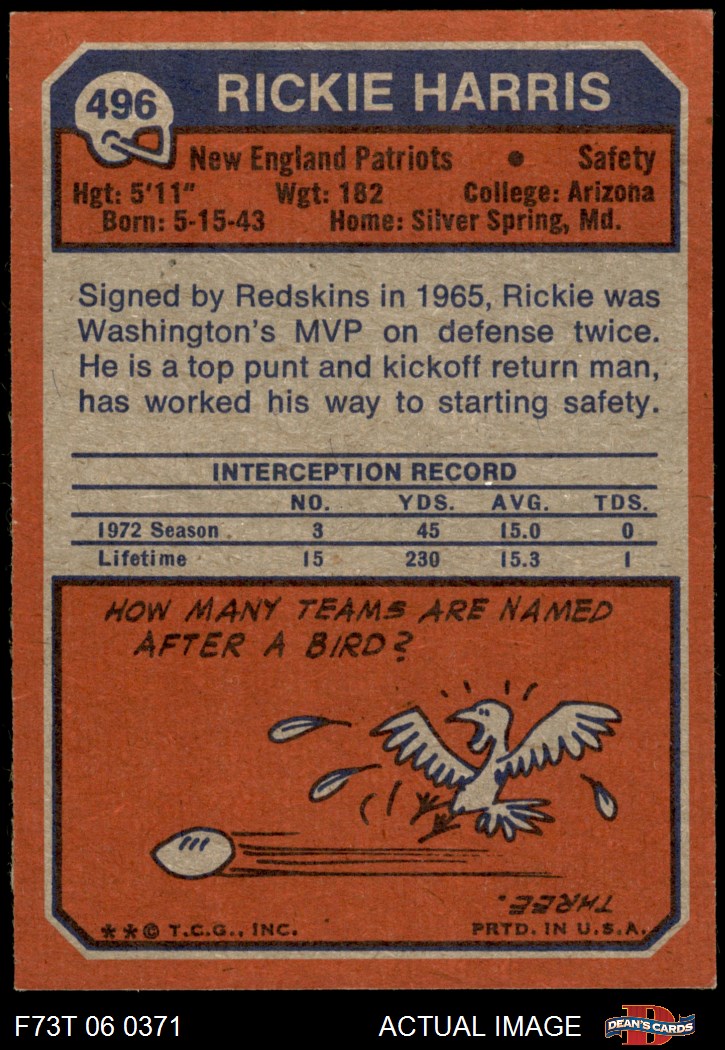 496
RICKIE HARRIS
New England Patriots • Safety
Hgt: 5'11" Wgt: 182 College: Arizona
Born: 5-15-43 Home: Silver Spring, Md.
Signed by Redskins in 1965, Rickie was
Washington's MVP on defense twice.
He is a top punt and kickoff return man,
has worked his way to starting safety.
INTERCEPTION RECORD
NO. YDS. AVG. TDS.
1972 Season 3 45 15.0 0
Lifetime 15 230 15.3 1
HOW MANY TEAMS ARE NAMED
AFTER A BIRD?
THREE.
**© T.C.G., INC. PRTD. IN U.S.A.
F73T 06 0371 ACTUAL IMAGE
D
DEAN'S CARDS